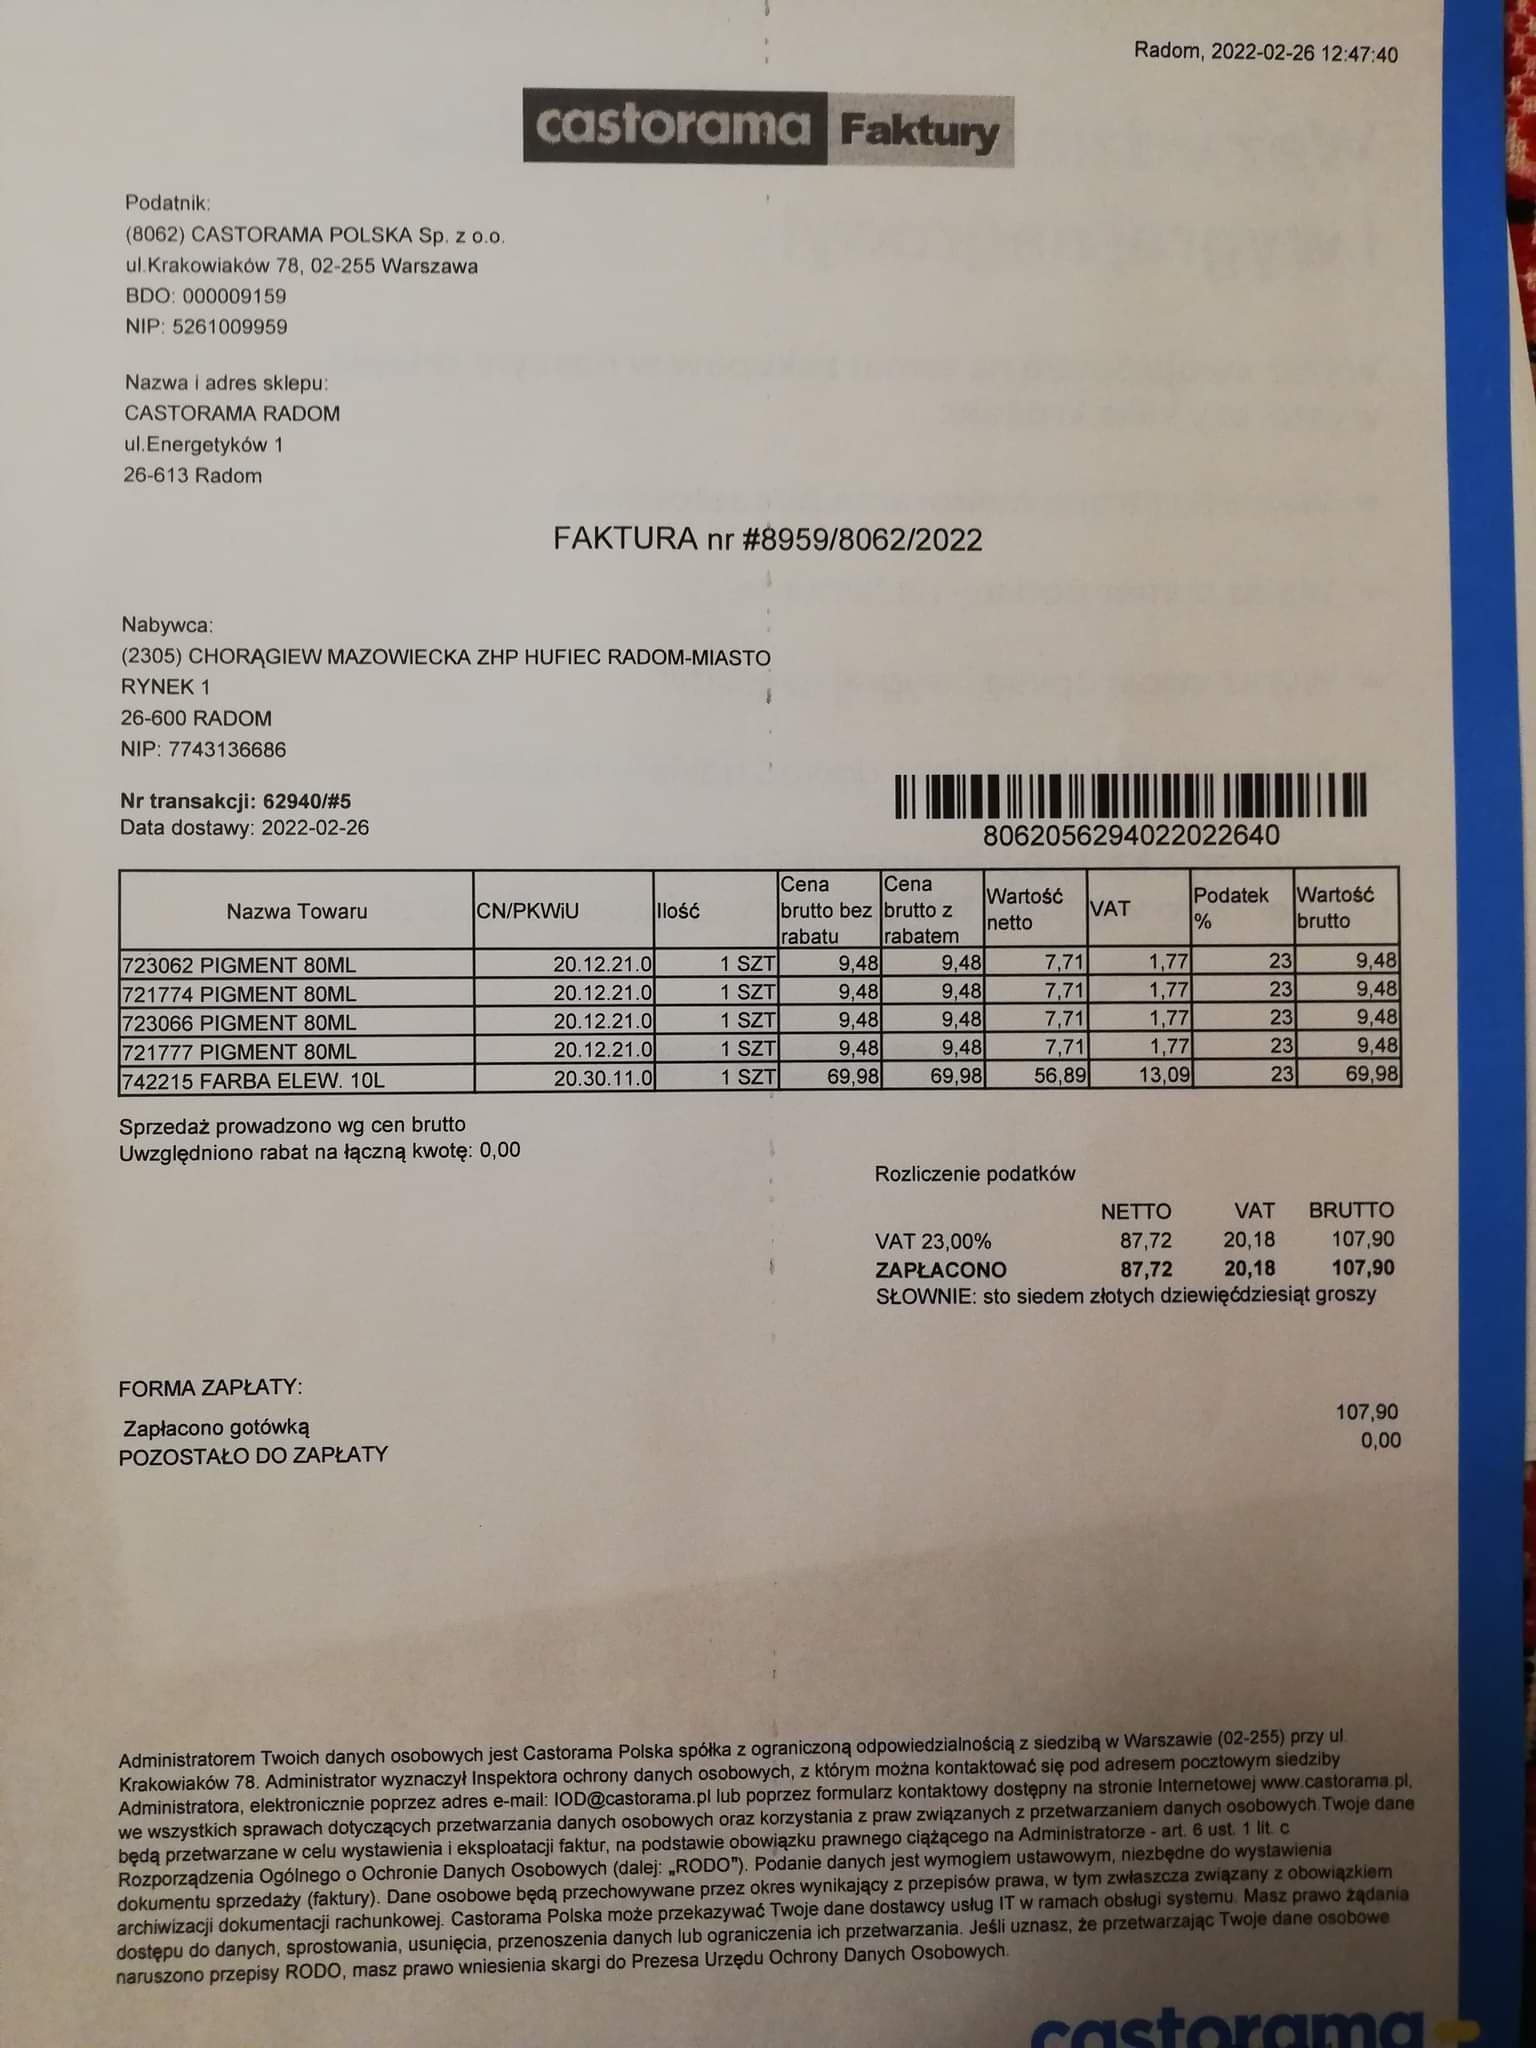 Radom, 2022-02-26 12:47:40
castorama Faktury
Podatnik:
(8062) CASTORAMA POLSKA Sp. z o.o.
ul.Krakowiaków 78, 02-255 Warszawa
BDO: 000009159
NIP: 5261009959
Nazwa i adres sklepu:
CASTORAMA RADOM
ul.Energetyków 1
26-613 Radom
FAKTURA nr #8959/8062/2022
Nabywca:
(2305) CHORĄGIEW MAZOWIECKA ZHP HUFIEC RADOM-MIASTO
RYNEK 1
26-600 RADOM
NIP: 7743136686
Nr transakcji: 62940/#5
Data dostawy: 2022-02-26
8062056294022022640
Nazwa Towaru CN/PKWiU Ilość Cena brutto bez rabatu Cena brutto z rabatem Wartość netto VAT Podatek % Wartość brutto
723062 PIGMENT 80ML 20.12.21.0 1 SZT 9,48 9,48 7,71 1,77 23 9,48
721774 PIGMENT 80ML 20.12.21.0 1 SZT 9,48 9,48 7,71 1,77 23 9,48
723066 PIGMENT 80ML 20.12.21.0 1 SZT 9,48 9,48 7,71 1,77 23 9,48
721777 PIGMENT 80ML 20.12.21.0 1 SZT 9,48 9,48 7,71 1,77 23 9,48
742215 FARBA ELEW. 10L 20.30.11.0 1 SZT 69,98 69,98 56,89 13,09 23 69,98
Sprzedaż prowadzono wg cen brutto
Uwzględniono rabat na łączną kwotę: 0,00
Rozliczenie podatków
NETTO VAT BRUTTO
VAT 23,00% 87,72 20,18 107,90
ZAPŁACONO 87,72 20,18 107,90
SŁOWNIE: sto siedem złotych dziewięćdziesiąt groszy
FORMA ZAPŁATY:
Zapłacono gotówką 107,90
POZOSTAŁO DO ZAPŁATY 0,00
Administratorem Twoich danych osobowych jest Castorama Polska spółka z ograniczoną odpowiedzialnością z siedzibą w Warszawie (02-255) przy ul.
Krakowiaków 78. Administrator wyznaczył Inspektora ochrony danych osobowych, z którym można kontaktować się pod adresem pocztowym siedziby
Administratora, elektronicznie poprzez adres e-mail: IOD@castorama.pl lub poprzez formularz kontaktowy dostępny na stronie Internetowej www.castorama.pl,
we wszystkich sprawach dotyczących przetwarzania danych osobowych oraz korzystania z praw związanych z przetwarzaniem danych osobowych.Twoje dane
będą przetwarzane w celu wystawienia i eksploatacji faktur, na podstawie obowiązku prawnego ciążącego na Administratorze - art. 6 ust. 1 lit. c
Rozporządzenia Ogólnego o Ochronie Danych Osobowych (dalej: „RODO”). Podanie danych jest wymogiem ustawowym, niezbędne do wystawienia
dokumentu sprzedaży (faktury). Dane osobowe będą przechowywane przez okres wynikający z przepisów prawa, w tym zwłaszcza związany z obowiązkiem
archiwizacji dokumentacji rachunkowej. Castorama Polska może przekazywać Twoje dane dostawcy usług IT w ramach obsługi systemu. Masz prawo żądania
dostępu do danych, sprostowania, usunięcia, przenoszenia danych lub ograniczenia ich przetwarzania. Jeśli uznasz, że przetwarzając Twoje dane osobowe
naruszono przepisy RODO, masz prawo wniesienia skargi do Prezesa Urzędu Ochrony Danych Osobowych.
castorama